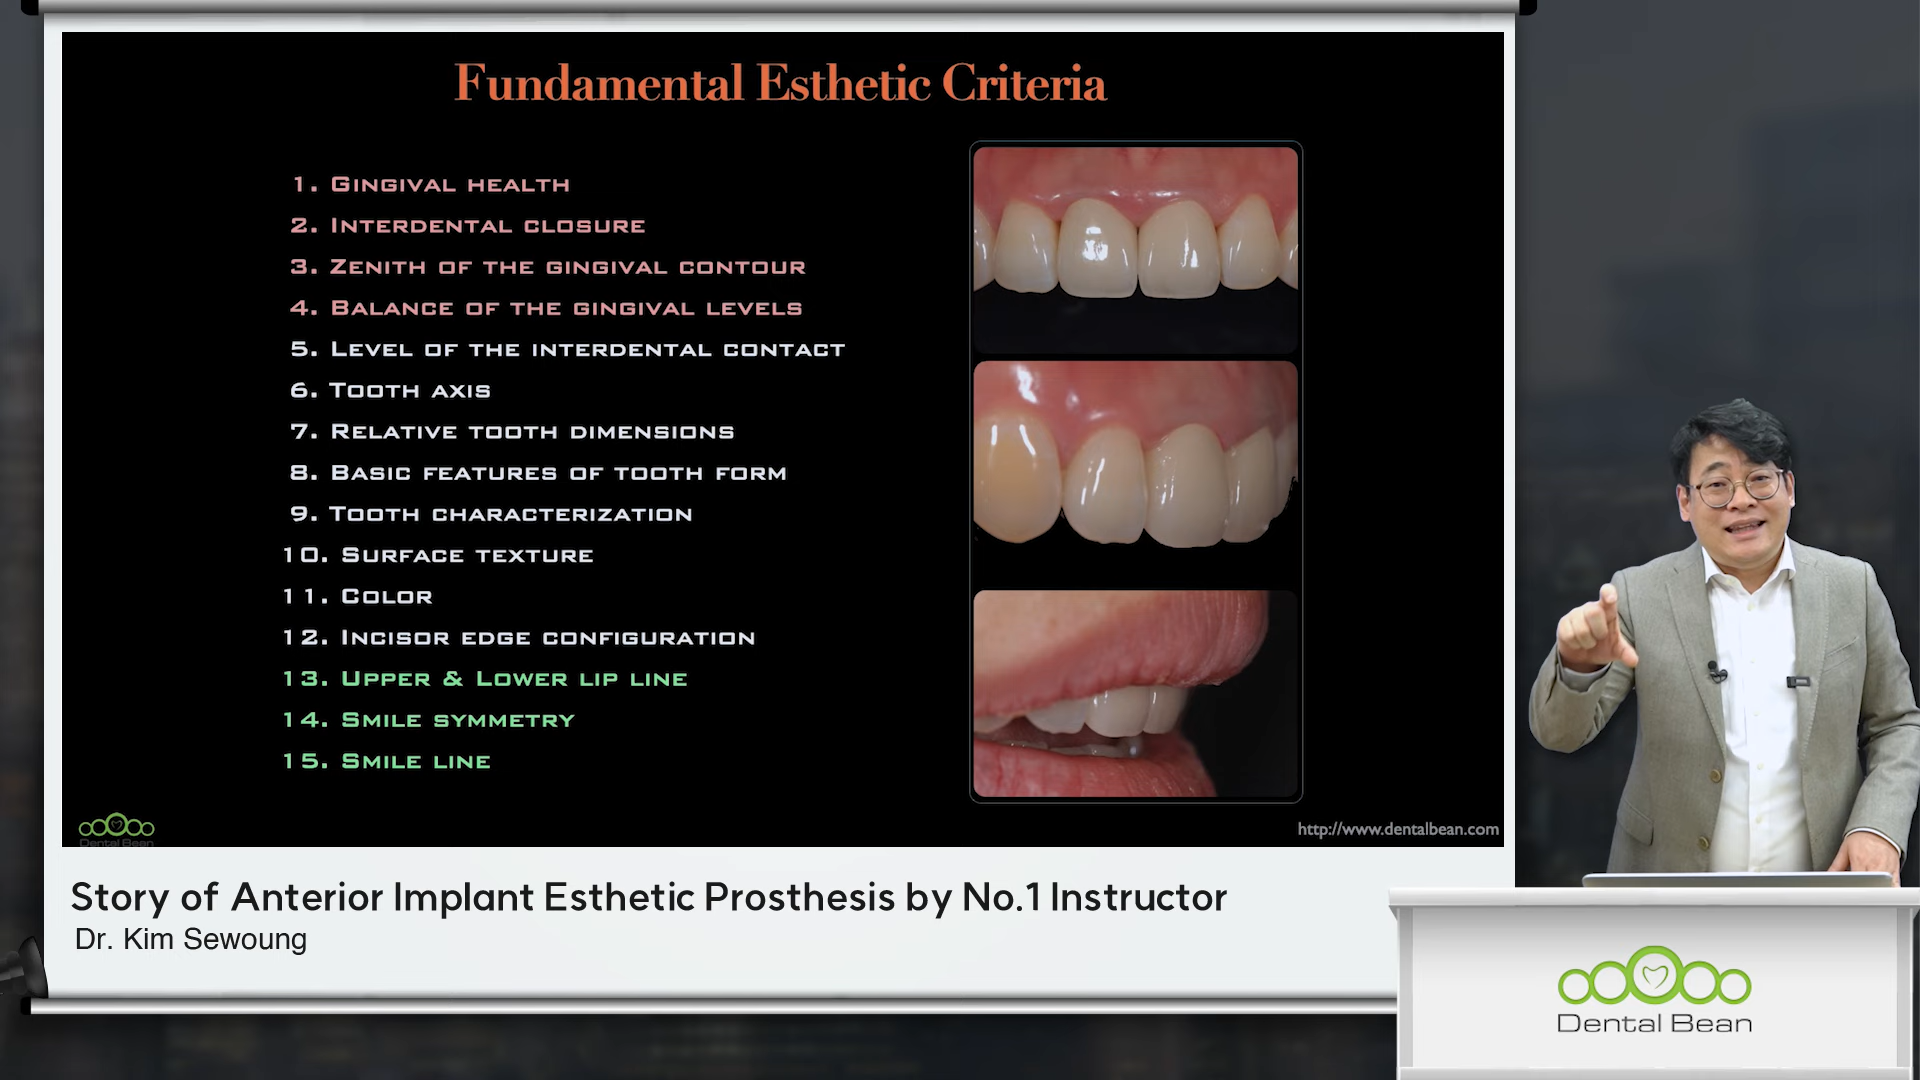 Fundamental Esthetic Criteria
1. Gingival health
2. Interdental closure
3. Zenith of the gingival contour
4. Balance of the gingival levels
5. Level of the interdental contact
6. Tooth axis
7. Relative tooth dimensions
8. Basic features of tooth form
9. Tooth characterization
10. Surface texture
11. Color
12. Incisor edge configuration
13. Upper & Lower lip line
14. Smile symmetry
15. Smile line
Dental Bean
http://www.dentalbean.com
Story of Anterior Implant Esthetic Prosthesis by No.1 Instructor
Dr. Kim Sewoung
Dental Bean